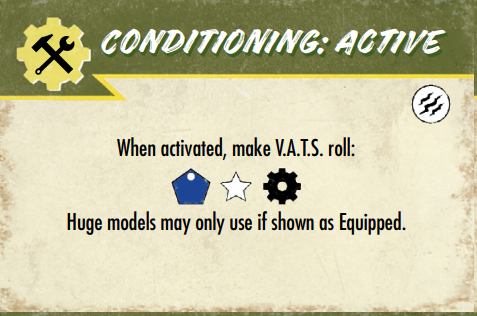 CONDITIONING: ACTIVE
When activated, make V.A.T.S. roll:
Huge models may only use if shown as Equipped.